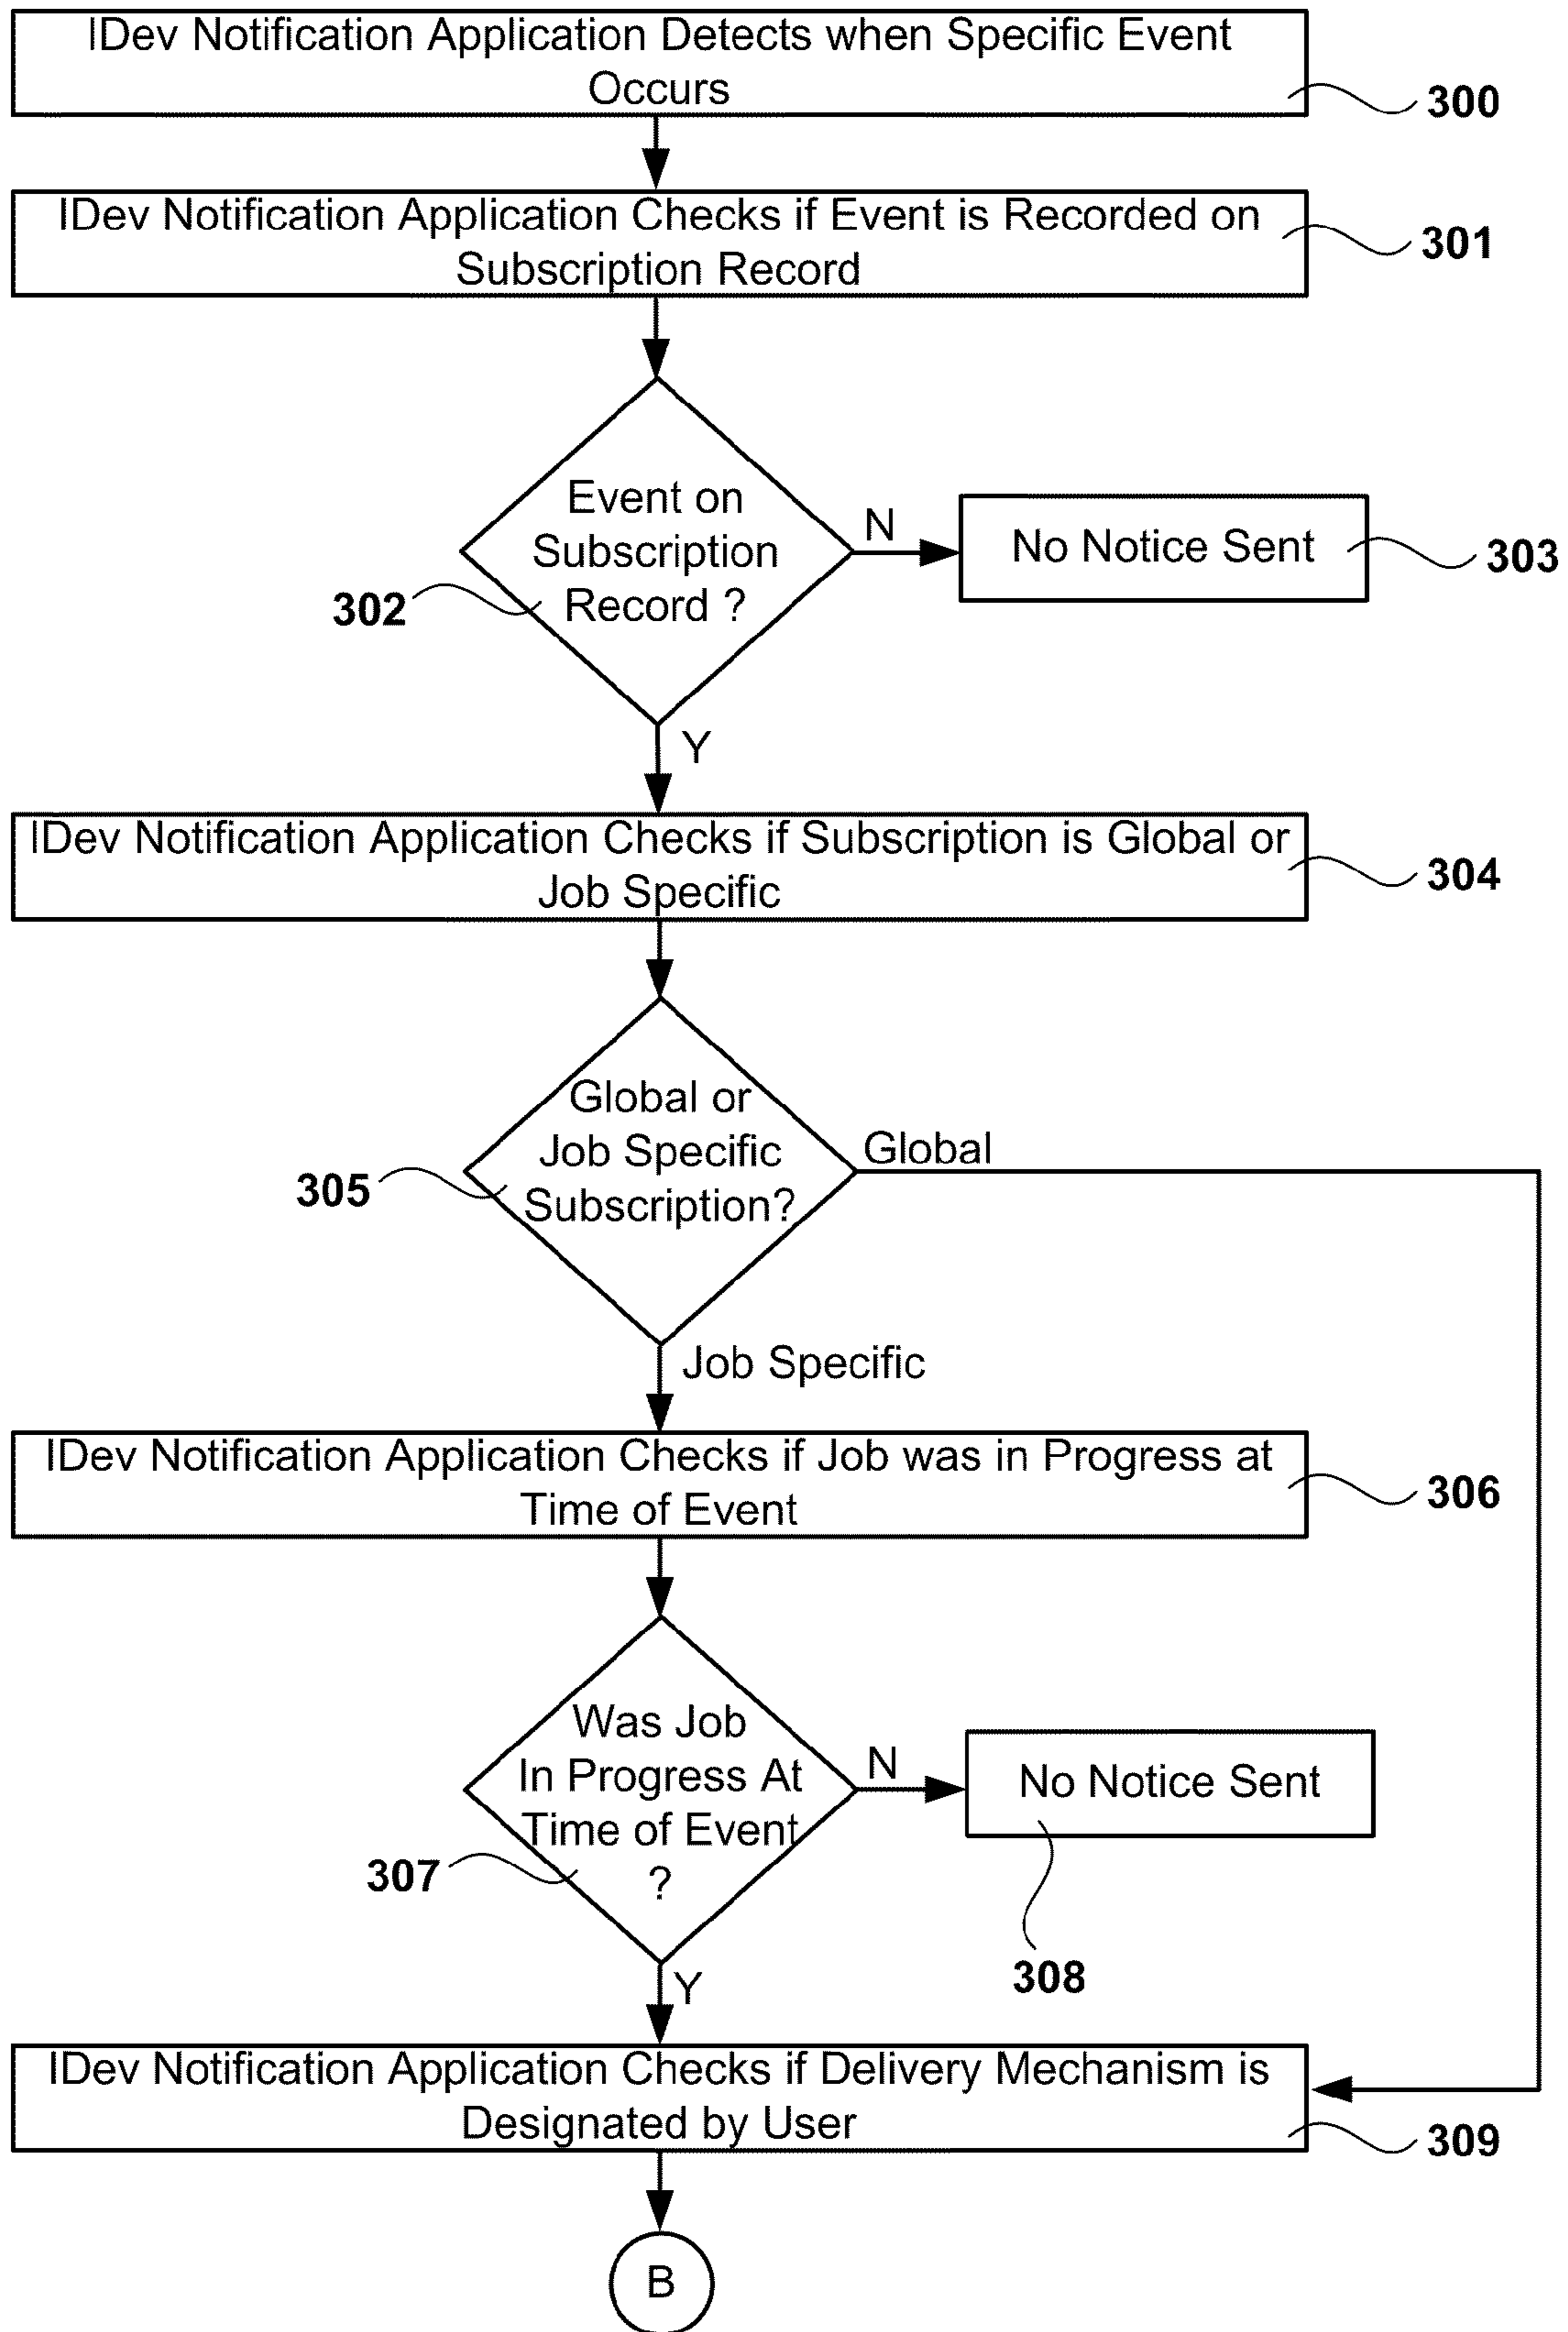 IDev Notification Application Detects when Specific Event
Occurs
300
IDev Notification Application Checks if Event is Recorded on
Subscription Record
301
Event on
Subscription
Record ?
302
N
No Notice Sent
303
Y
IDev Notification Application Checks if Subscription is Global or
Job Specific
304
Global or
Job Specific
Subscription?
305
Global
Job Specific
IDev Notification Application Checks if Job was in Progress at
Time of Event
306
Was Job
In Progress At
Time of Event
?
307
N
No Notice Sent
308
Y
IDev Notification Application Checks if Delivery Mechanism is
Designated by User
309
B